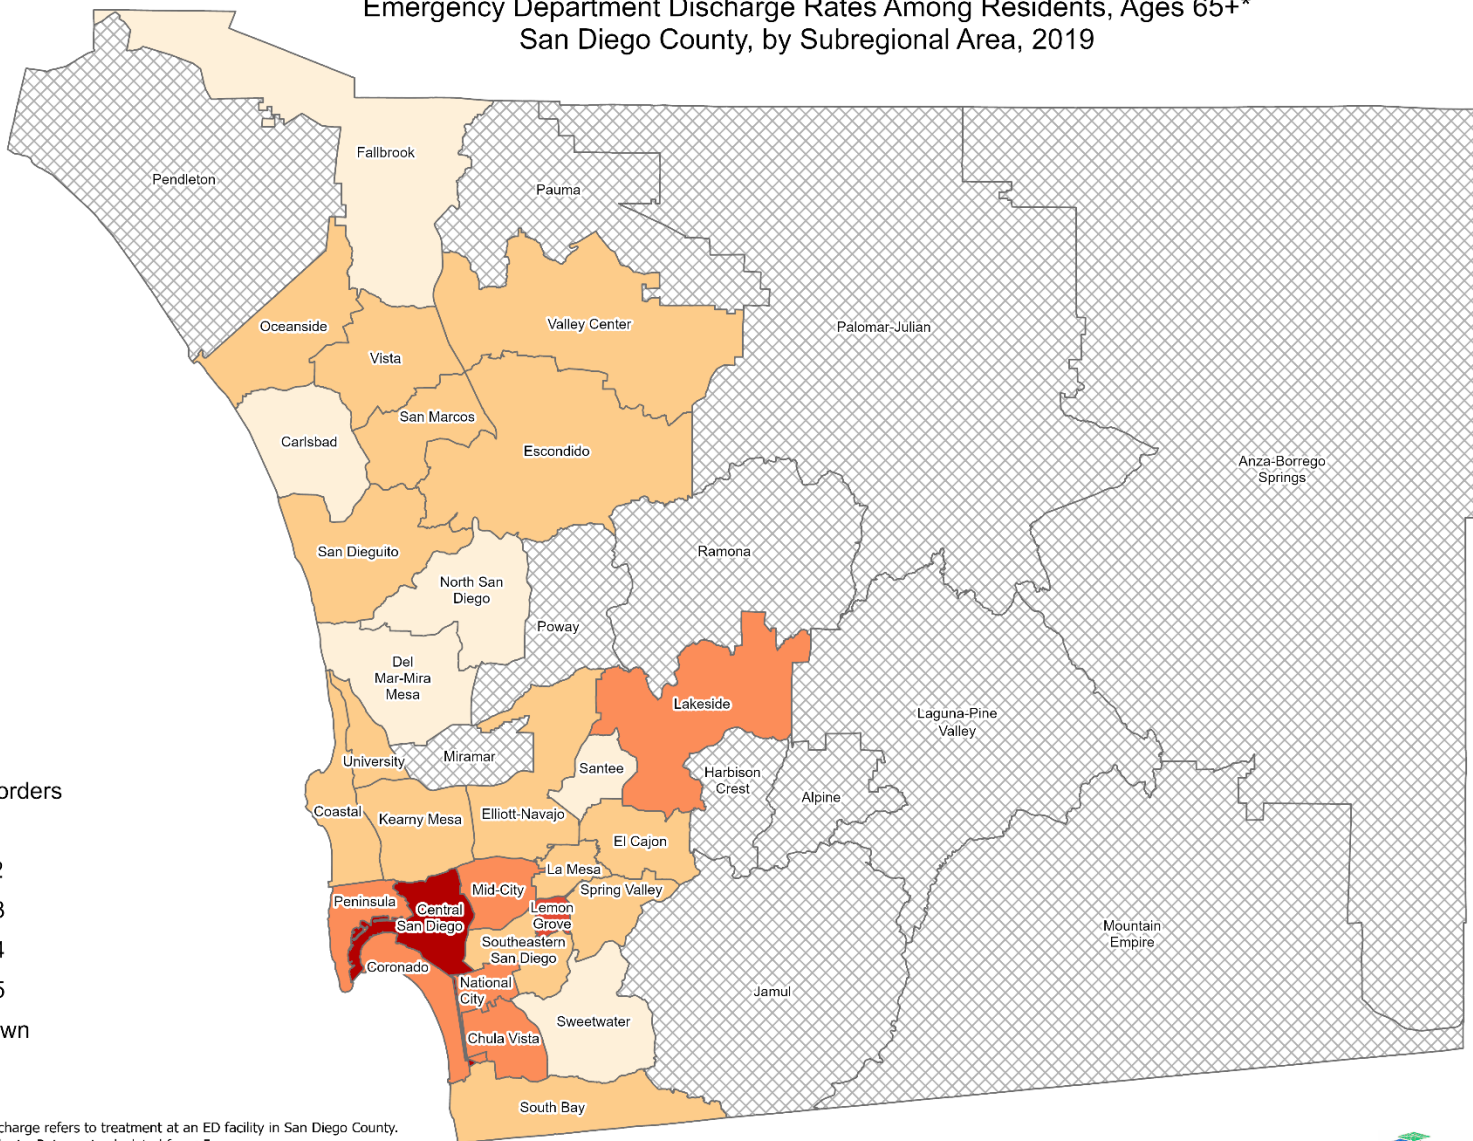 Emergency Department Discharge Rates Among Residents, Ages 65+*
San Diego County, by Subregional Area, 2019
Fallbrook
Pendleton
Pauma
Oceanside
Valley Center
Palomar-Julian
Vista
San Marcos
Carlsbad
Escondido
Anza-Borrego
Springs
San Dieguito
Ramona
North San
Diego
Poway
Del
Mar-Mira
Mesa
Lakeside
Laguna-Pine
Valley
University
Miramar
Santee
Harbison
Crest
Alpine
orders
Coastal
Kearny Mesa
Elliott-Navajo
El Cajon
La Mesa
2
Mid-City
Spring Valley
Peninsula
Central
San Diego
Lemon
Grove
3
Mountain
Empire
Southeastern
San Diego
4
Coronado
National
City
5
Jamul
Sweetwater
wn
Chula Vista
South Bay
charge refers to treatment at an ED facility in San Diego County.